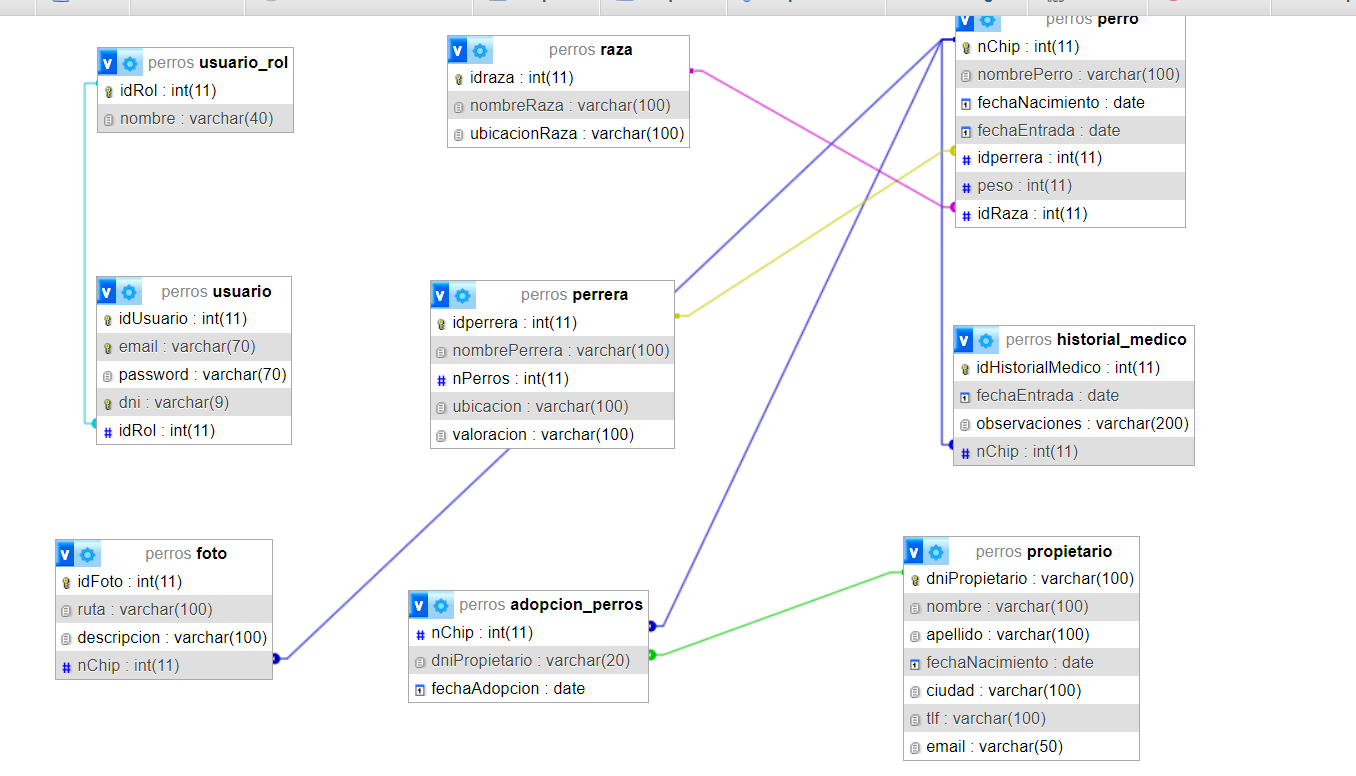 perros usuario_rol
idRol : int(11)
nombre : varchar(40)
perros raza
idraza : int(11)
nombreRaza : varchar(100)
ubicacionRaza : varchar(100)
perros perro
nChip : int(11)
nombrePerro : varchar(100)
fechaNacimiento : date
fechaEntrada : date
idperrera : int(11)
peso : int(11)
idRaza : int(11)
perros usuario
idUsuario : int(11)
email : varchar(70)
password : varchar(70)
dni : varchar(9)
idRol : int(11)
perros perrera
idperrera : int(11)
nombrePerrera : varchar(100)
nPerros : int(11)
ubicacion : varchar(100)
valoracion : varchar(100)
perros historial_medico
idHistorialMedico : int(11)
fechaEntrada : date
observaciones : varchar(200)
nChip : int(11)
perros foto
idFoto : int(11)
ruta : varchar(100)
descripcion : varchar(100)
nChip : int(11)
perros adopcion_perros
nChip : int(11)
dniPropietario : varchar(20)
fechaAdopcion : date
perros propietario
dniPropietario : varchar(100)
nombre : varchar(100)
apellido : varchar(100)
fechaNacimiento : date
ciudad : varchar(100)
tlf : varchar(100)
email : varchar(50)